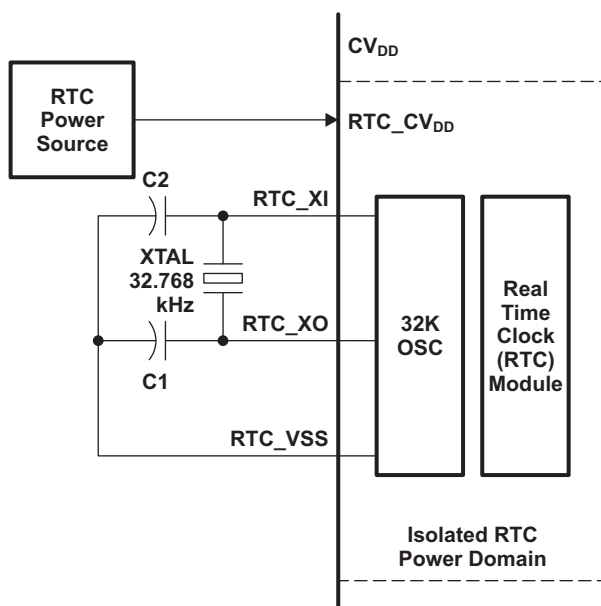 CVDD
RTC
Power
Source
RTC_CVDD
C2
RTC_XI
XTAL
32.768
kHz
RTC_XO
C1
RTC_VSS
32K
OSC
Real
Time
Clock
(RTC)
Module
Isolated RTC
Power Domain